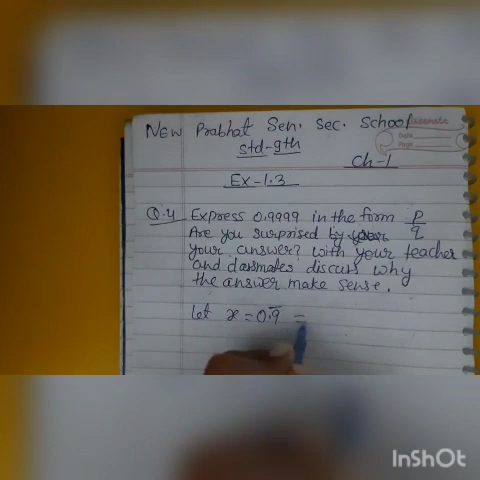 New Prabhat Sen. Sec. School
Std-9th
Date
Page
Ch-1
Ex-1.3
Q.4 Express 0.9999 in the form p/q
Are you surprised by
your answer? with your teacher
and classmates discuss why
the answer make sense.
let x = 0.9̅ =
InShOt